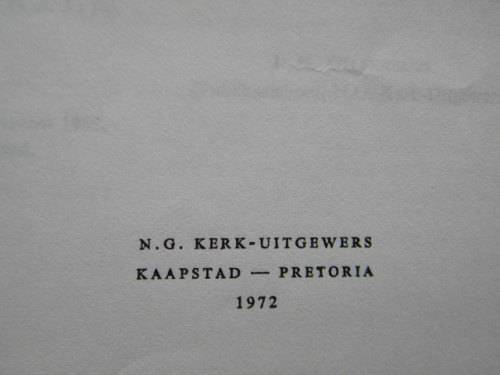 N.G. KERK-UITGEWERS
KAAPSTAD — PRETORIA
1972